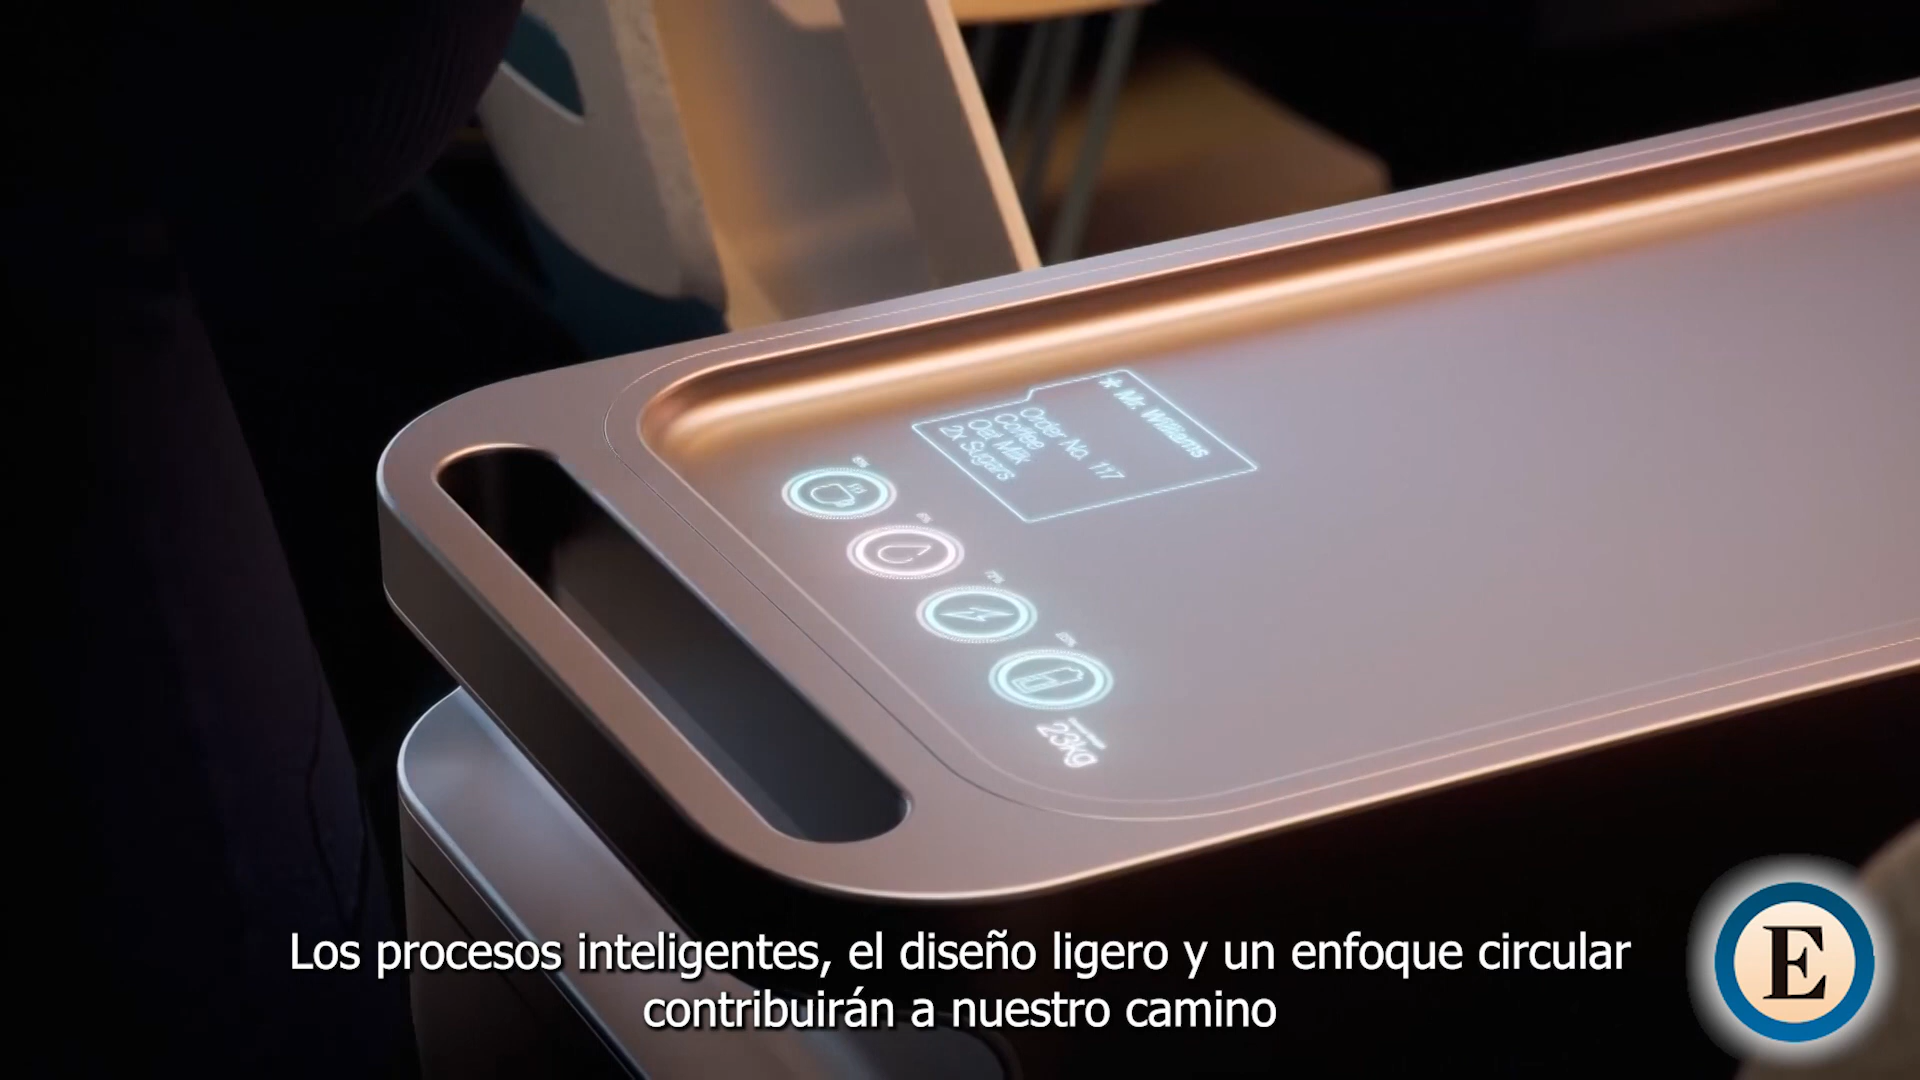 * Mr. Williams
Order No. 117
Coffee
Oat Milk
2x Sugars
72%
23kg
Los procesos inteligentes, el diseño ligero y un enfoque circular
contribuirán a nuestro camino
E